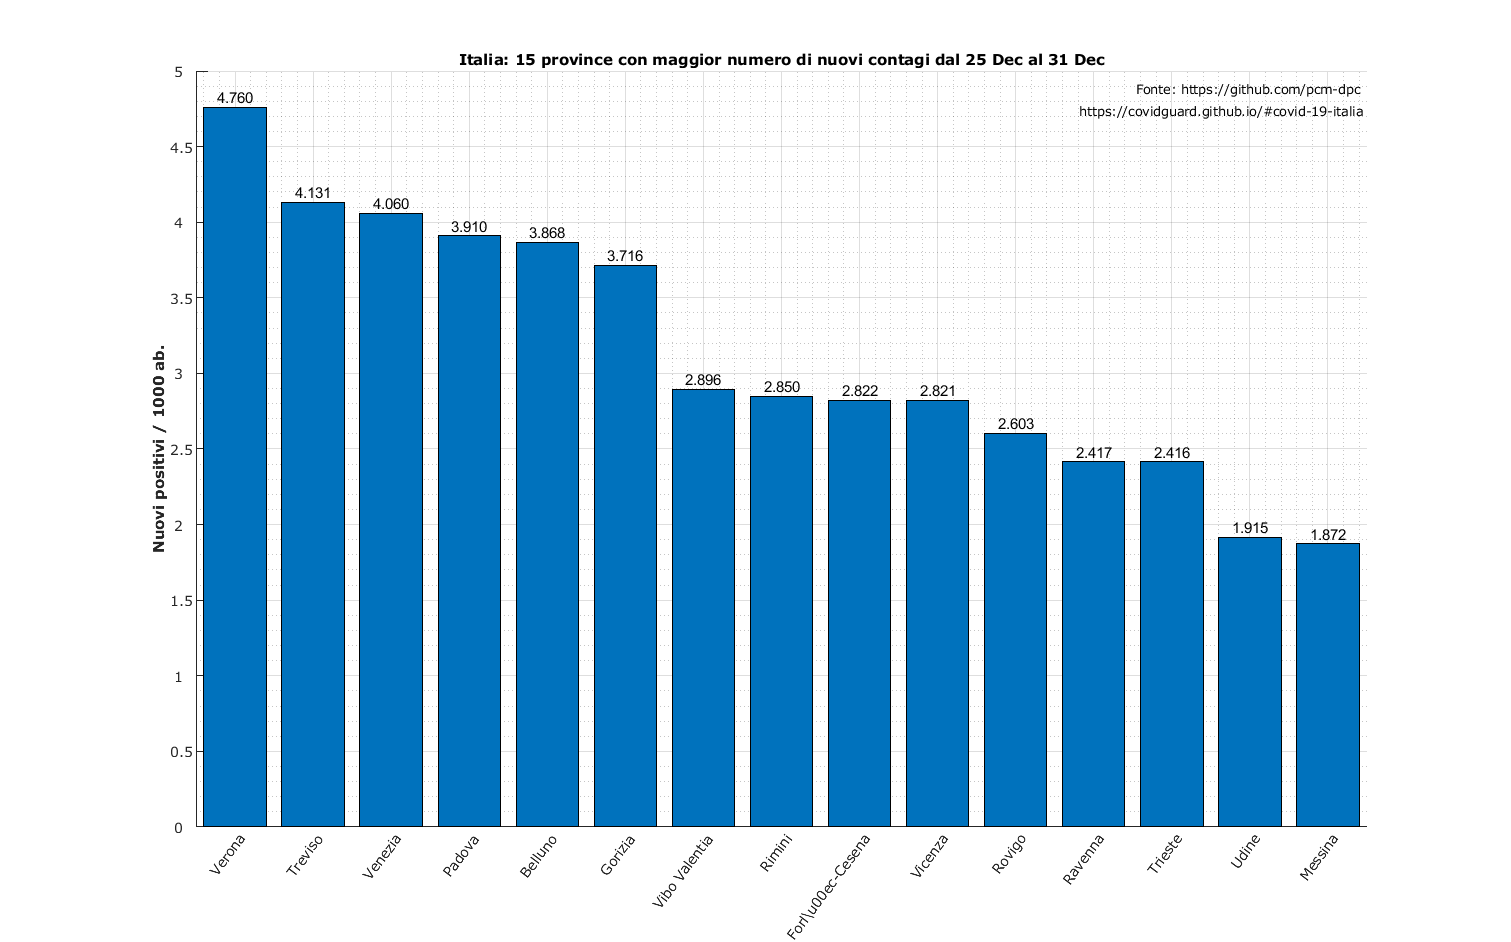 Italia: 15 province con maggior numero di nuovi contagi dal 25 Dec al 31 Dec
Fonte: https://github.com/pcm-dpc
https://covidguard.github.io/#covid-19-italia
Nuovi positivi / 1000 ab.
5
4.5
4
3.5
3
2.5
2
1.5
1
0.5
0
4.760
4.131
4.060
3.910
3.868
3.716
2.896
2.850
2.822
2.821
2.603
2.417
2.416
1.915
1.872
Verona
Treviso
Venezia
Padova
Belluno
Gorizia
Vibo Valentia
Rimini
Forl\u00ec-Cesena
Vicenza
Rovigo
Ravenna
Trieste
Udine
Messina